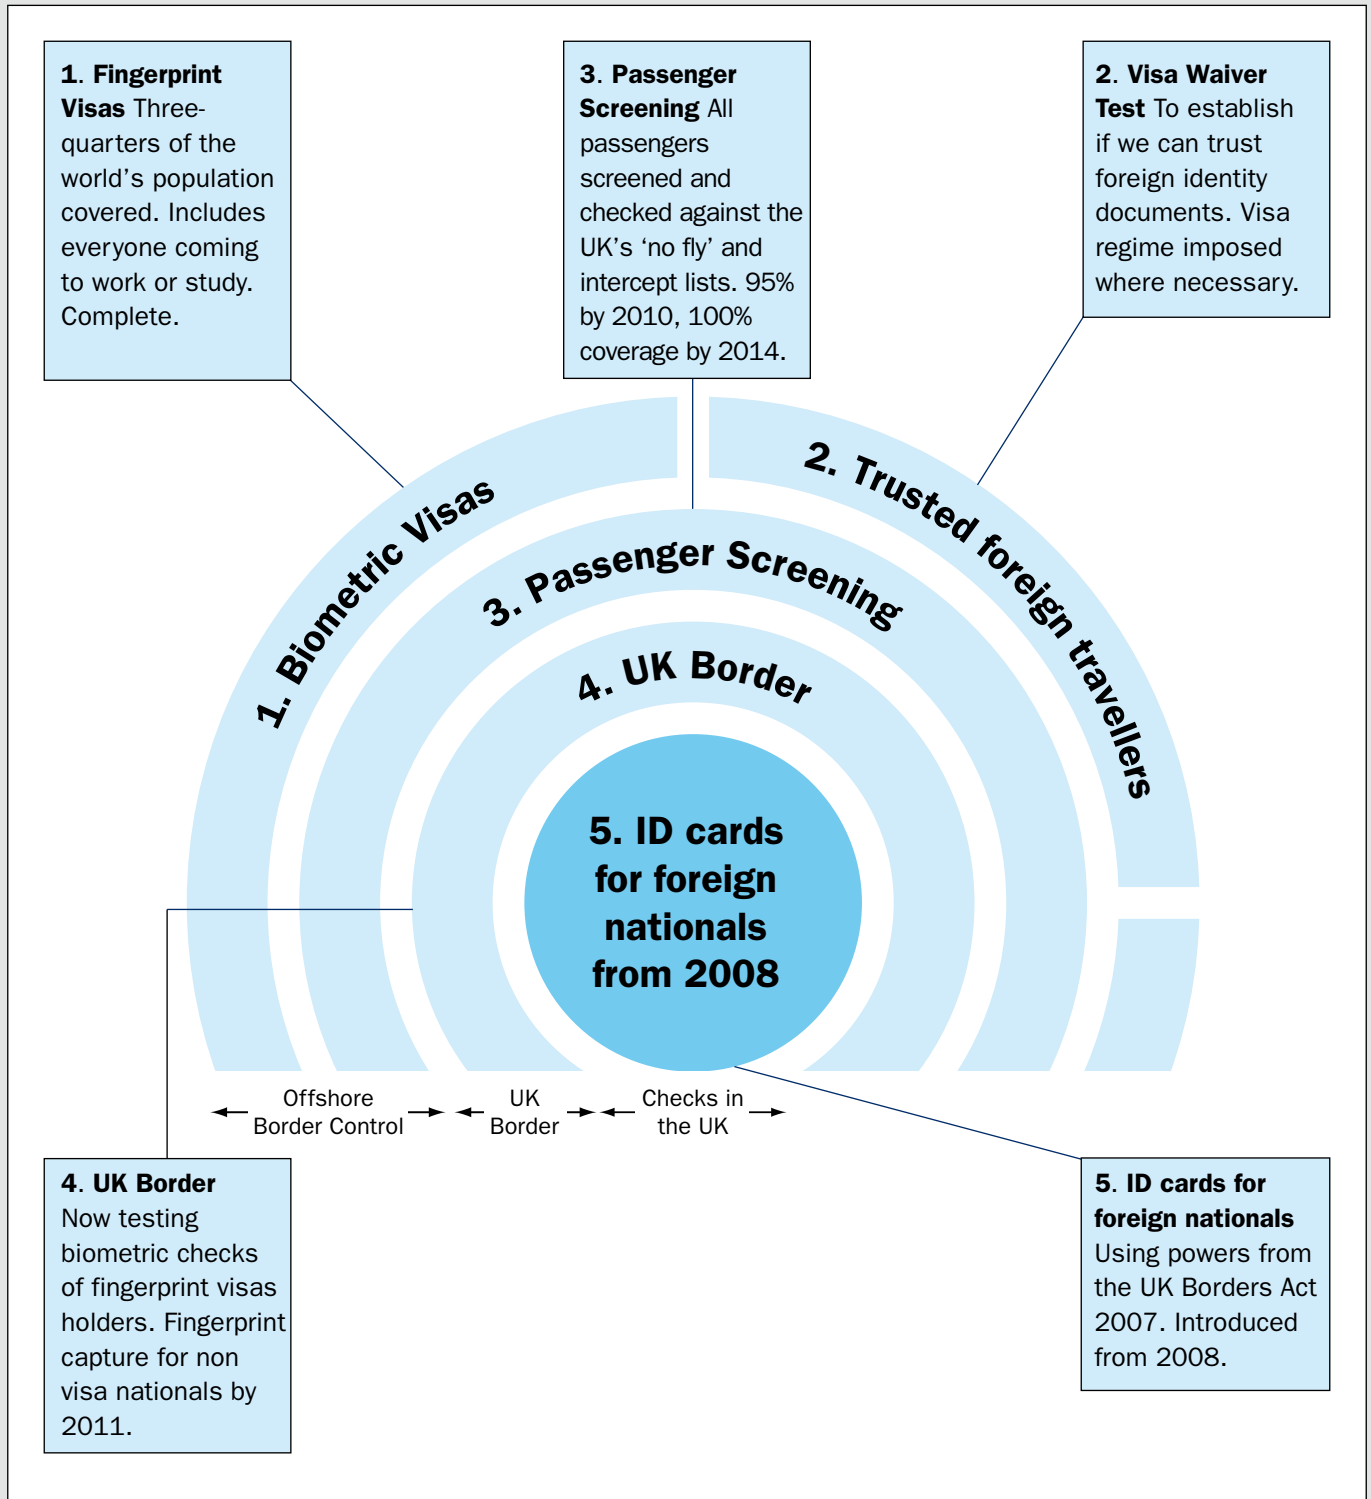 1. Fingerprint
Visas Three-
quarters of the
world's population
covered. Includes
everyone coming
to work or study.
Complete.
3. Passenger
Screening All
passengers
screened and
checked against the
UK's ‘no fly’ and
intercept lists. 95%
by 2010, 100%
coverage by 2014.
2. Visa Waiver
Test To establish
if we can trust
foreign identity
documents. Visa
regime imposed
where necessary.
1. Biometric Visas
2. Trusted foreign travellers
3. Passenger Screening
4. UK Border
5. ID cards
for foreign
nationals
from 2008
Offshore
Border Control
UK
Border
Checks in
the UK
4. UK Border
Now testing
biometric checks
of fingerprint visas
holders. Fingerprint
capture for non
visa nationals by
2011.
5. ID cards for
foreign nationals
Using powers from
the UK Borders Act
2007. Introduced
from 2008.